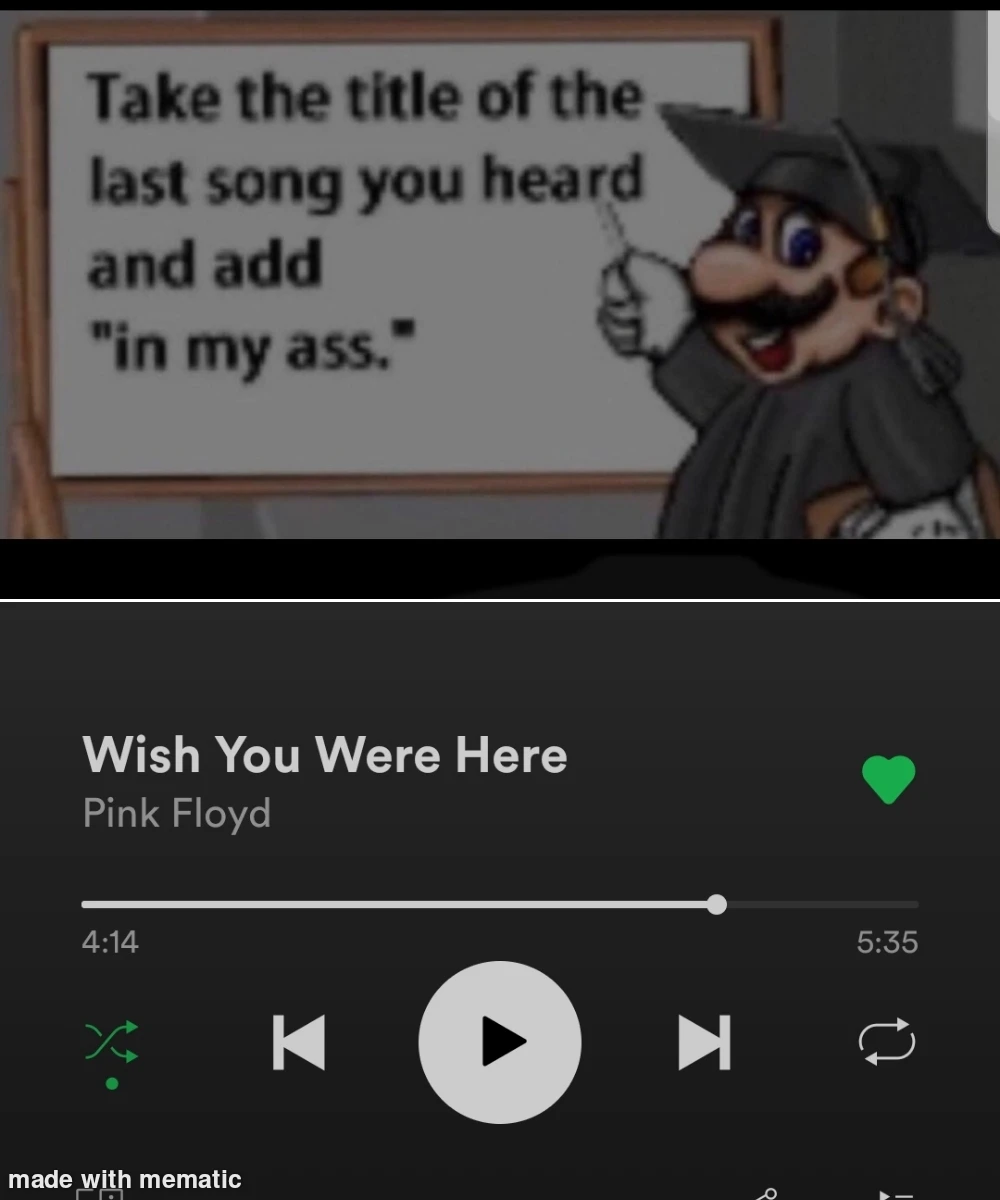 Take the title of the
last song you heard
and add
"in my ass."
Wish You Were Here
Pink Floyd
4:14
5:35
made with mematic